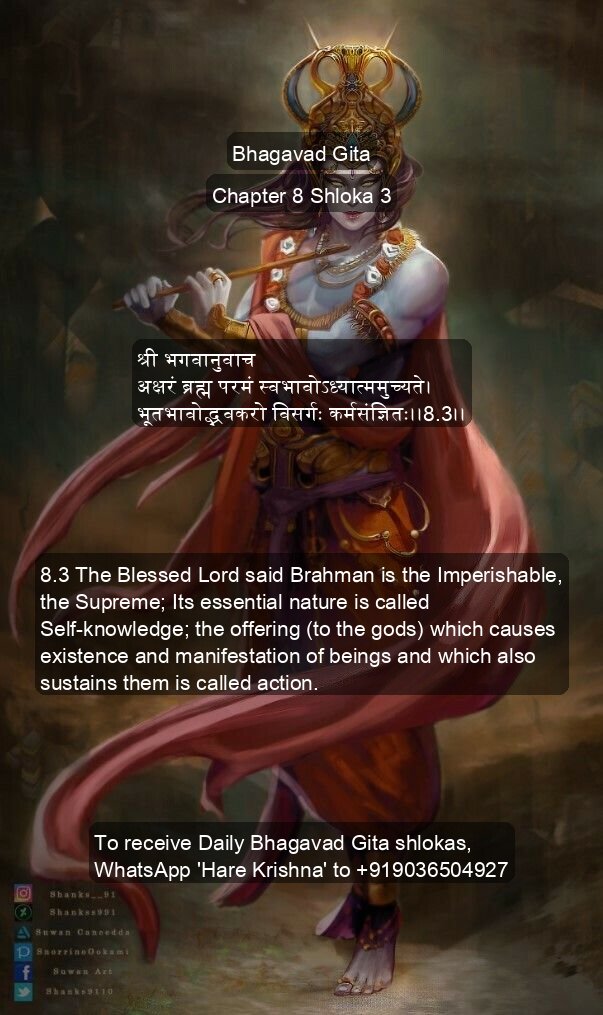 Bhagavad Gita
Chapter 8 Shloka 3
श्री भगवानुवाच
अक्षरं ब्रह्म परमं स्वभावोऽध्यात्ममुच्यते।
भूतभावोद्भवकरो विसर्गः कर्मसंज्ञितः।।8.3।।
8.3 The Blessed Lord said Brahman is the Imperishable,
the Supreme; Its essential nature is called
Self-knowledge; the offering (to the gods) which causes
existence and manifestation of beings and which also
sustains them is called action.
To receive Daily Bhagavad Gita shlokas,
WhatsApp 'Hare Krishna' to +919036504927
Shanks__91
Shankss991
Suwan Cancedda
SnorrinoOokami
Suwan Art
Shanks9110